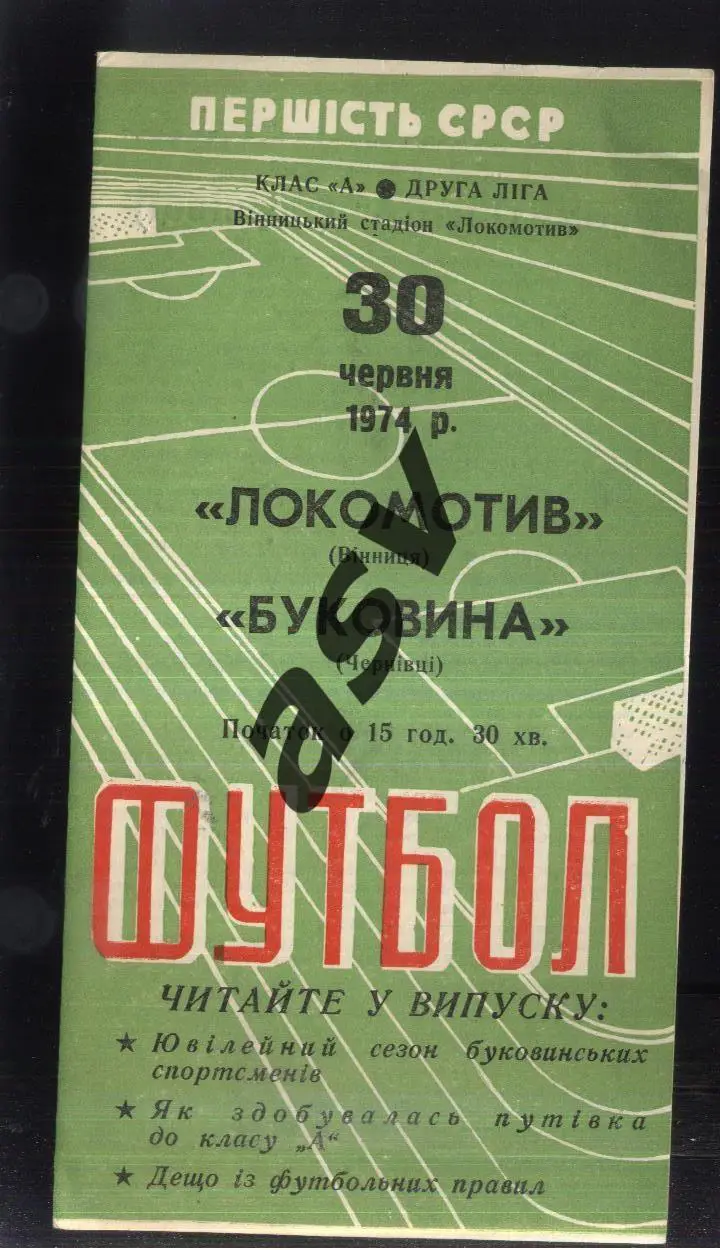 ПЕРШІСТЬ СРСР
КЛАС «А» ДРУГА ЛІГА
Вінницький стадіон «Локомотив»
30
червня
1974 р.
«ЛОКОМОТИВ»
(Вінниця)
«БУКОВИНА»
(Чернівці)
Початок о 15 год. 30 хв.
asv
ФУТБОЛ
ЧИТАЙТЕ У ВИПУСКУ:
★ Ювілейний сезон буковинських
спортсменів
★ Як здобувалась путівка
до класу „А“
★ Дещо із футбольних правил